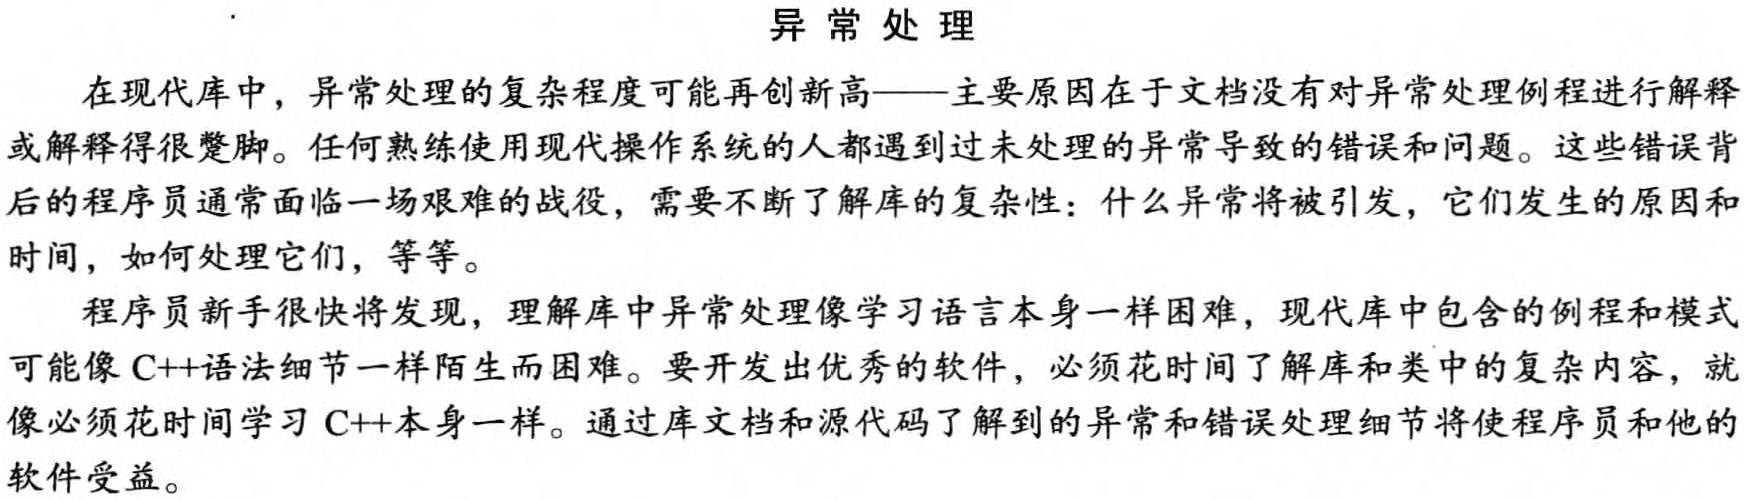 异常处理
在现代库中，异常处理的复杂程度可能再创新高——主要原因在于文档没有对异常处理例程进行解释
或解释得很蹩脚。任何熟练使用现代操作系统的人都遇到过未处理的异常导致的错误和问题。这些错误背
后的程序员通常面临一场艰难的战役，需要不断了解库的复杂性：什么异常将被引发，它们发生的原因和
时间，如何处理它们，等等。
程序员新手很快将发现，理解库中异常处理像学习语言本身一样困难，现代库中包含的例程和模式
可能像 C++语法细节一样陌生而困难。要开发出优秀的软件，必须花时间了解库和类中的复杂内容，就
像必须花时间学习 C++本身一样。通过库文档和源代码了解到的异常和错误处理细节将使程序员和他的
软件受益。